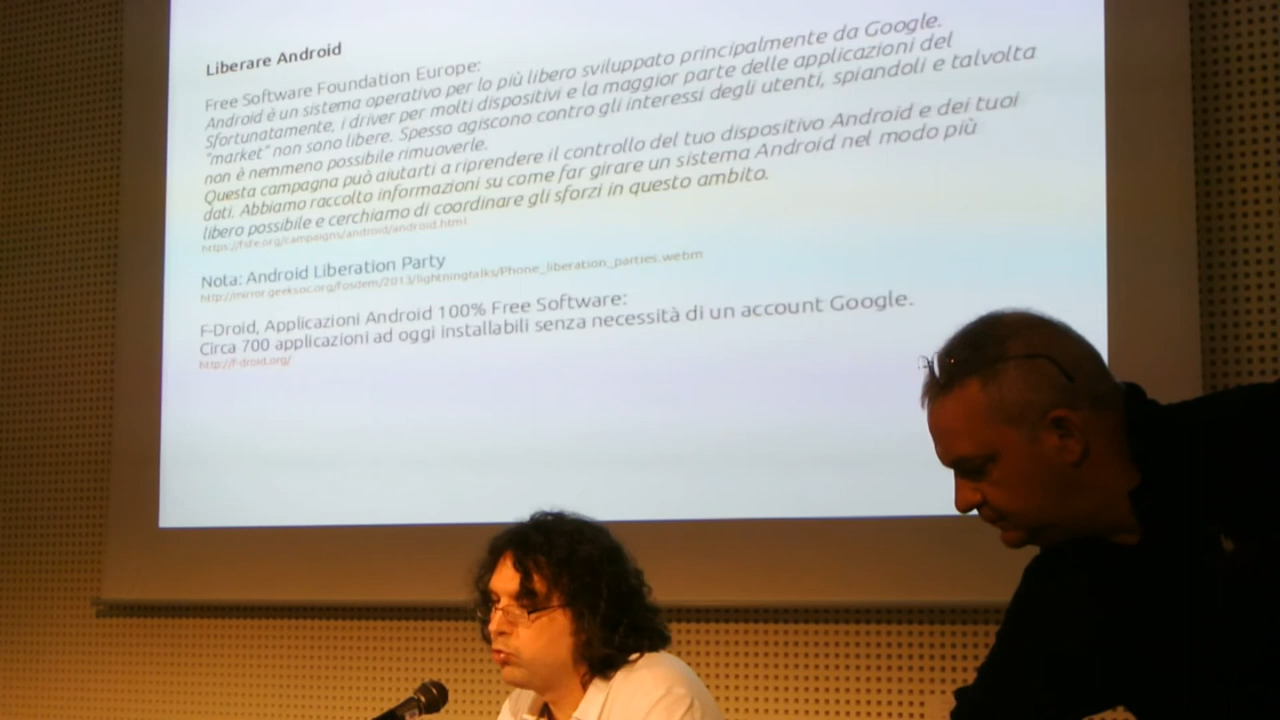 Liberare Android
Free Software Foundation Europe:
Android è un sistema operativo per lo più libero sviluppato principalmente da Google.
Sfortunatamente, i driver per molti dispositivi e la maggior parte delle applicazioni del
"market" non sono libere. Spesso agiscono contro gli interessi degli utenti, spiandoli e talvolta
non è nemmeno possibile rimuoverle.
Questa campagna può aiutarti a riprendere il controllo del tuo dispositivo Android e dei tuoi
dati. Abbiamo raccolto informazioni su come far girare un sistema Android nel modo più
libero possibile e cerchiamo di coordinare gli sforzi in questo ambito.
https://fsfe.org/campaigns/android/android.html
Nota: Android Liberation Party
http://mirror.geeksoc.org/fosdem/2013/lightningtalks/Phone_liberation_parties.webm
F-Droid, Applicazioni Android 100% Free Software:
Circa 700 applicazioni ad oggi installabili senza necessità di un account Google.
http://f-droid.org/